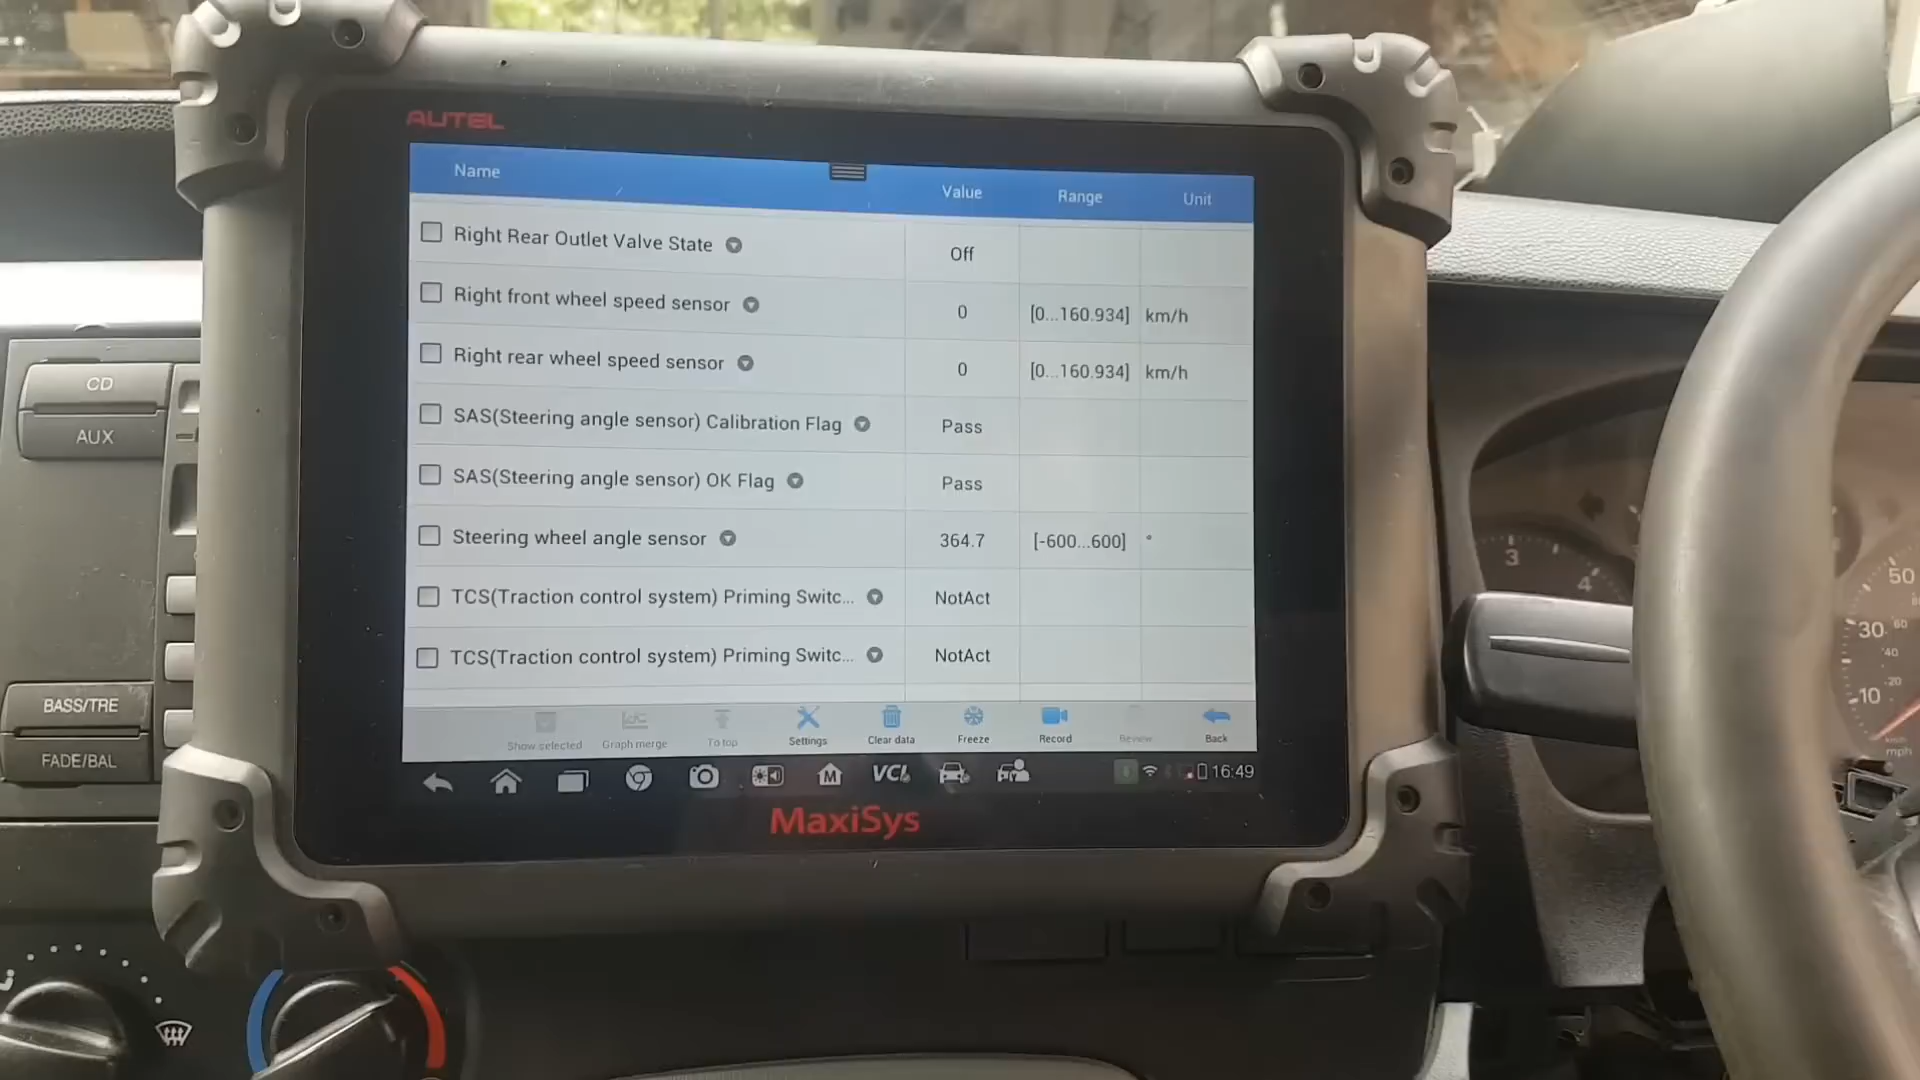 AUTEL
Name Value Range Unit
Right Rear Outlet Valve State Off
Right front wheel speed sensor 0 [0...160.934] km/h
Right rear wheel speed sensor 0 [0...160.934] km/h
SAS(Steering angle sensor) Calibration Flag Pass
SAS(Steering angle sensor) OK Flag Pass
Steering wheel angle sensor 364.7 [-600...600] °
TCS(Traction control system) Priming Switc... NotAct
TCS(Traction control system) Priming Switc... NotAct
Show selected Graph merge To top Settings Clear data Freeze Record Review Back
M VCI 16:49
MaxiSys
CD
AUX
BASS/TRE
FADE/BAL
3
4
50
30 60
40
20
10
km/h
mph